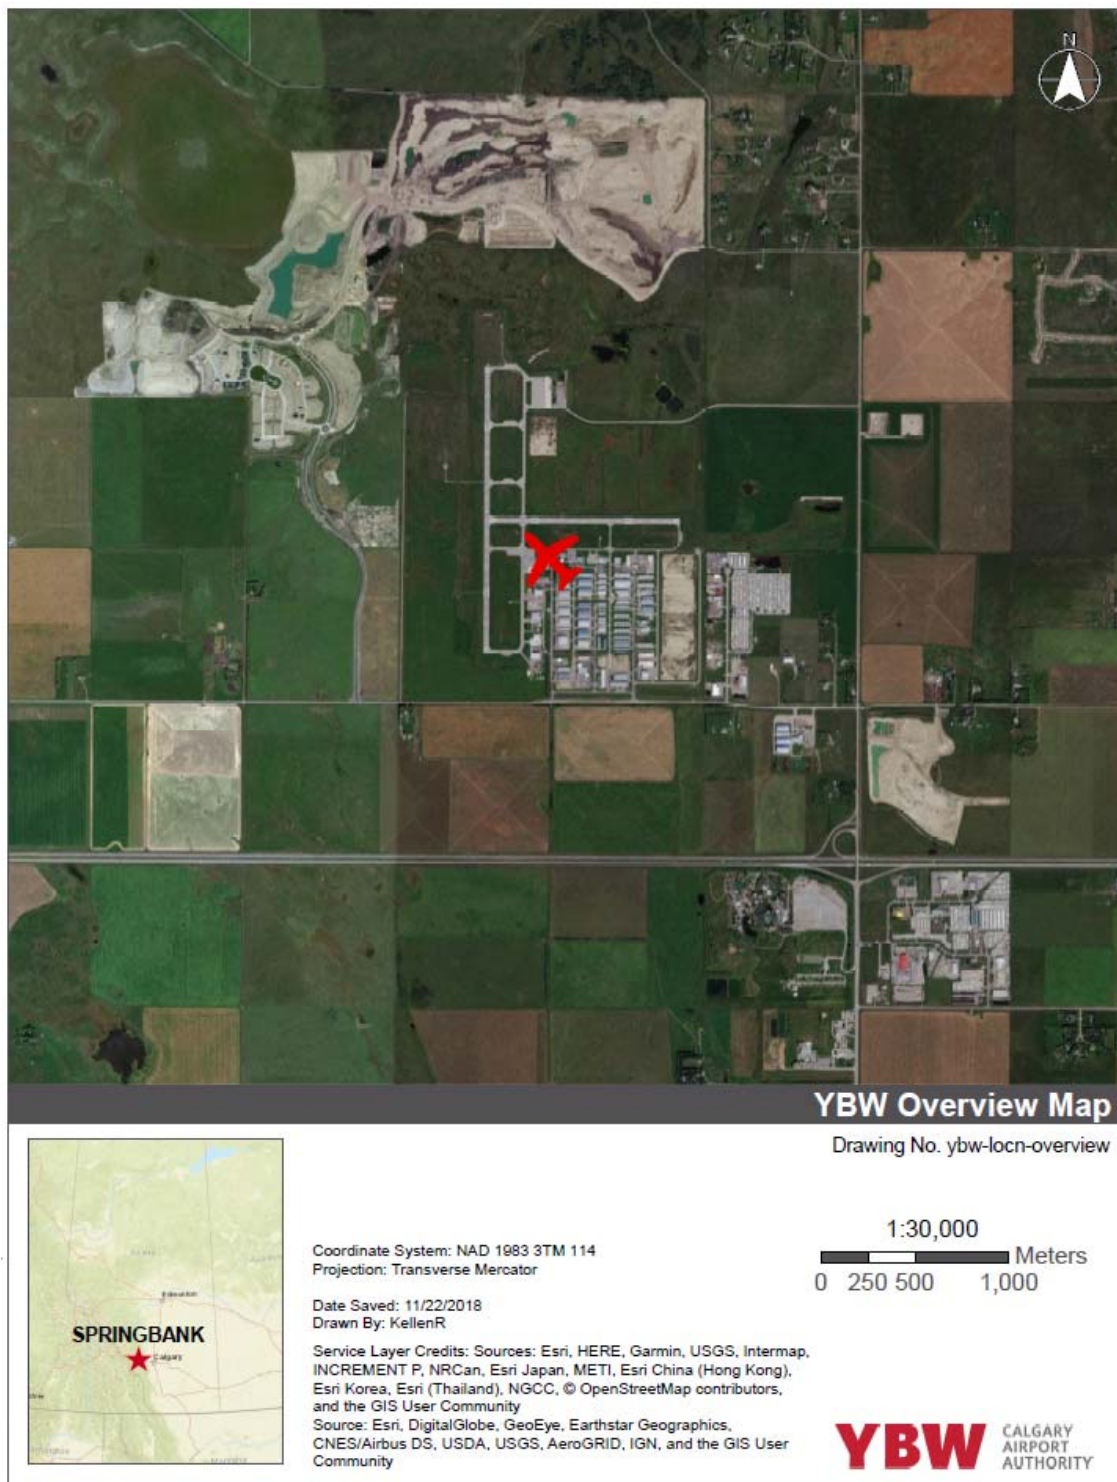 N
YBW Overview Map
Drawing No. ybw-locn-overview
Edmonton
SPRINGBANK
Calgary
Coordinate System: NAD 1983 3TM 114
Projection: Transverse Mercator
Date Saved: 11/22/2018
Drawn By: KellenR
Service Layer Credits: Sources: Esri, HERE, Garmin, USGS, Intermap,
INCREMENT P, NRCan, Esri Japan, METI, Esri China (Hong Kong),
Esri Korea, Esri (Thailand), NGCC, © OpenStreetMap contributors,
and the GIS User Community
Source: Esri, DigitalGlobe, GeoEye, Earthstar Geographics,
CNES/Airbus DS, USDA, USGS, AeroGRID, IGN, and the GIS User
Community
1:30,000
Meters
0 250 500 1,000
YBW CALGARY
AIRPORT
AUTHORITY